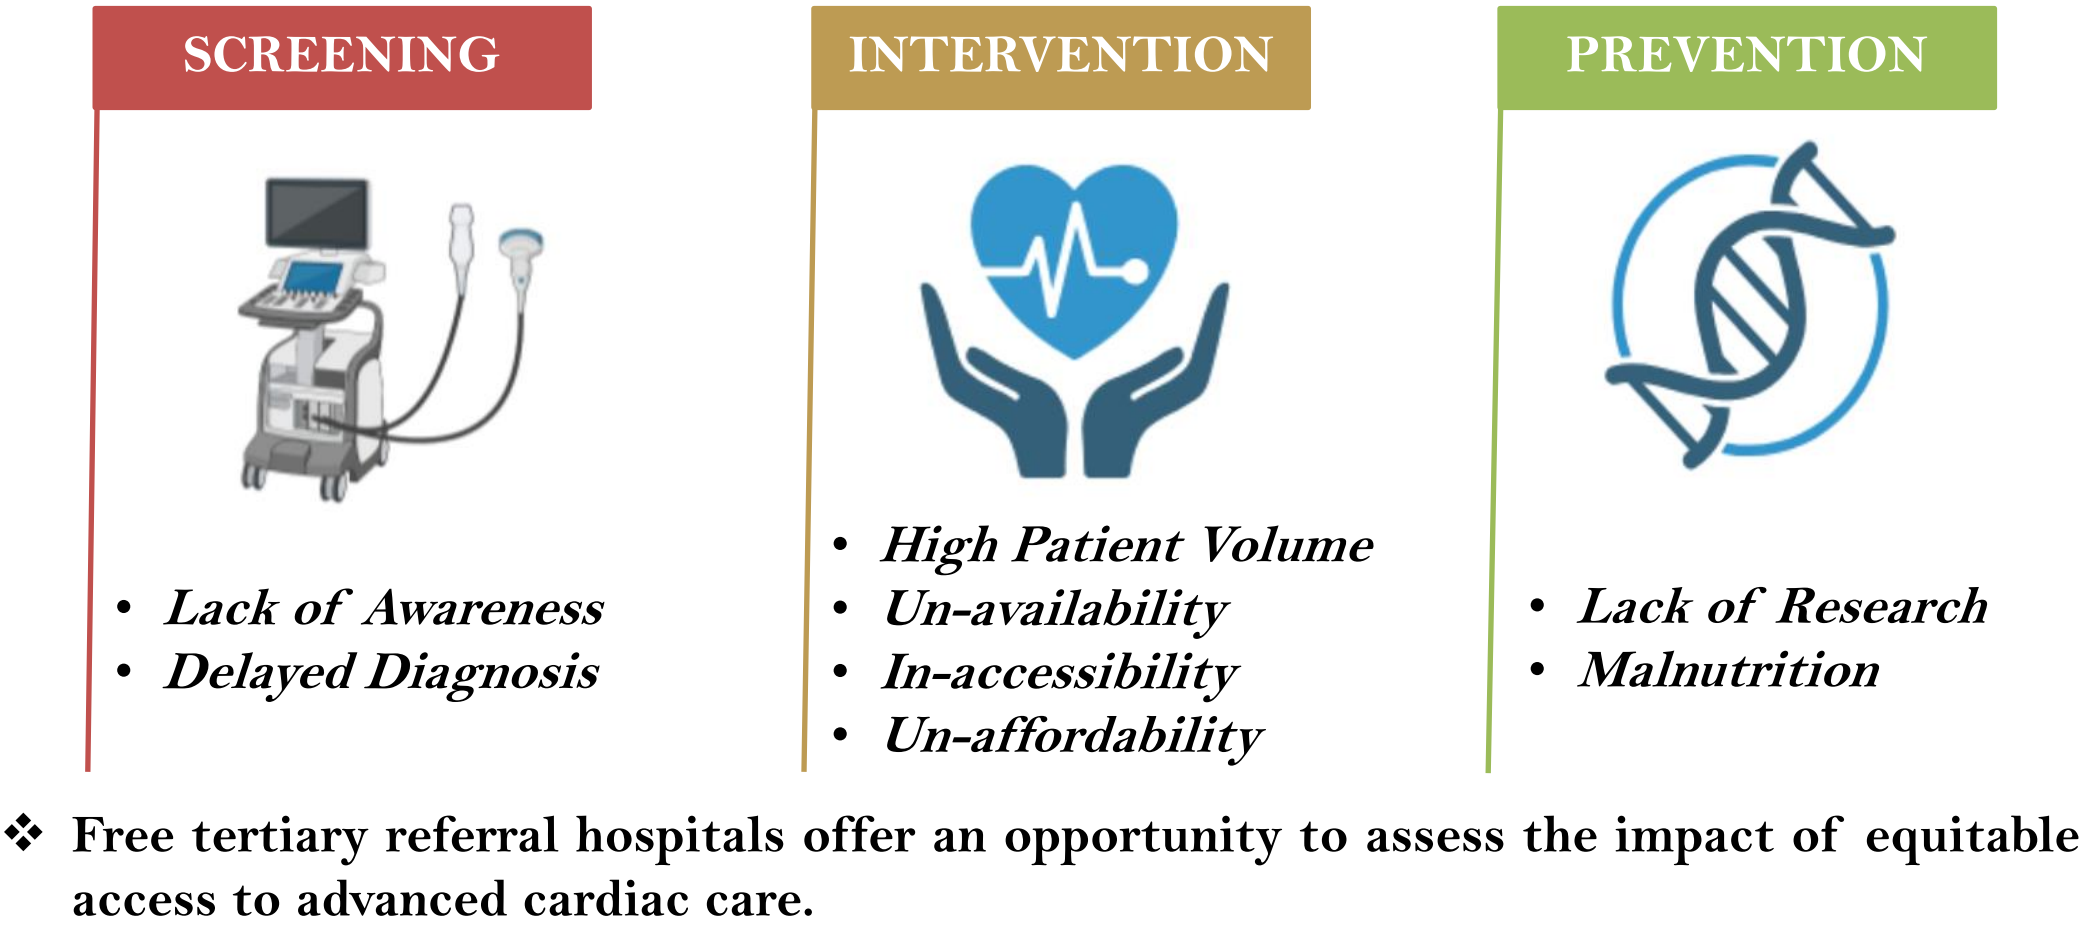 SCREENING
• Lack of Awareness
• Delayed Diagnosis
INTERVENTION
• High Patient Volume
• Un-availability
• In-accessibility
• Un-affordability
PREVENTION
• Lack of Research
• Malnutrition
❖ Free tertiary referral hospitals offer an opportunity to assess the impact of equitable
access to advanced cardiac care.